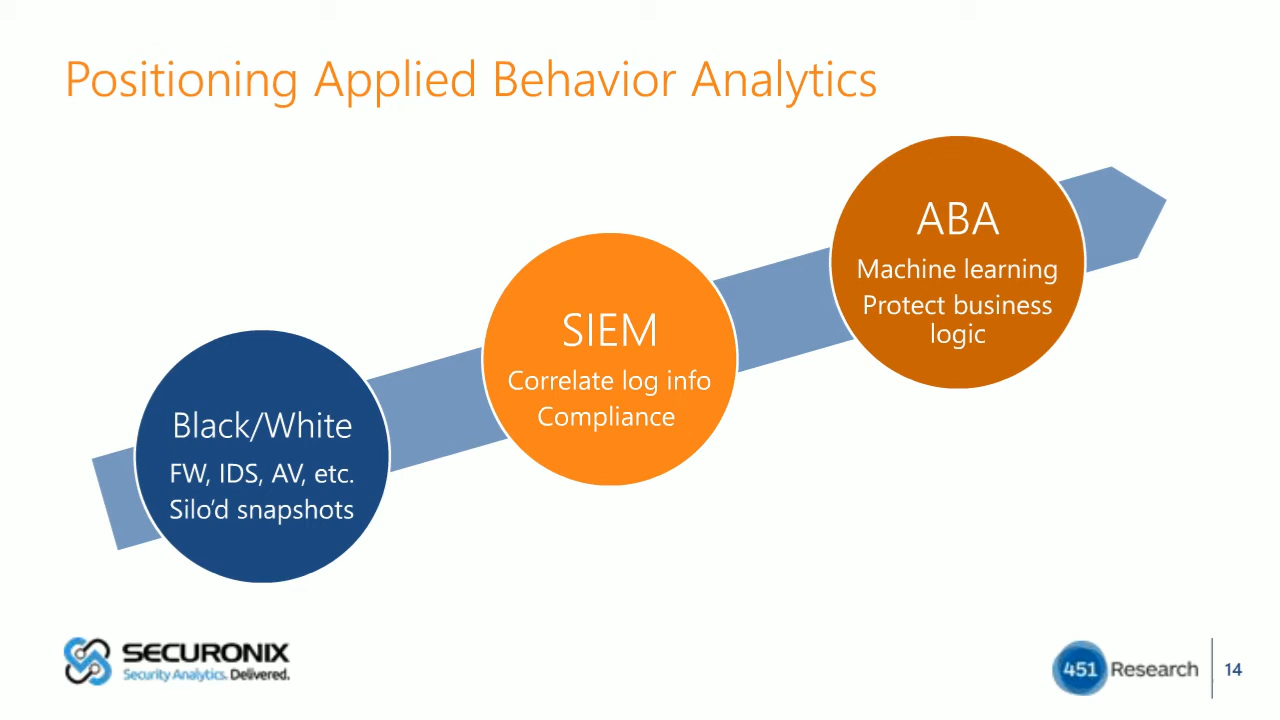 Positioning Applied Behavior Analytics
ABA
Machine learning
Protect business
logic
SIEM
Correlate log info
Compliance
Black/White
FW, IDS, AV, etc.
Silo’d snapshots
SECURONIX
Security Analytics. Delivered.
451 Research
14